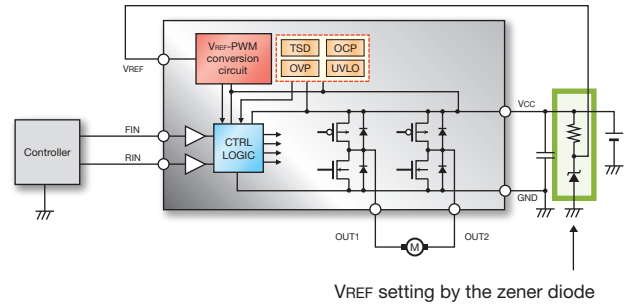 VREF-PWM
conversion
circuit
TSD
OCP
OVP
UVLO
VREF
VCC
FIN
CTRL
LOGIC
Controller
RIN
GND
OUT1
M
OUT2
VREF setting by the zener diode